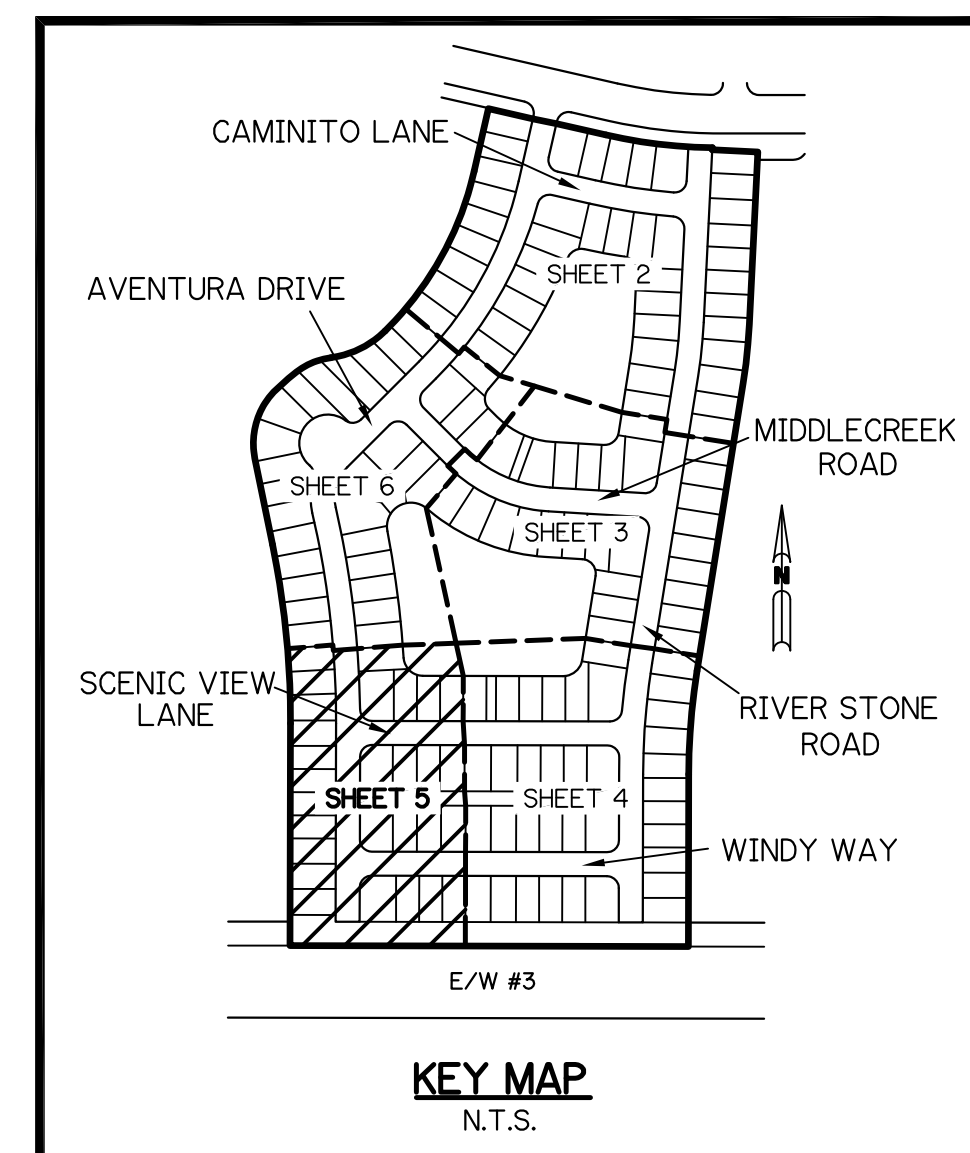 CAMINITO LANE
SHEET 2
AVENTURA DRIVE
MIDDLECREEK
ROAD
SHEET 6
SHEET 3
N
SCENIC VIEW
LANE
RIVER STONE
ROAD
SHEET 5
SHEET 4
WINDY WAY
E/W #3
KEY MAP
N.T.S.